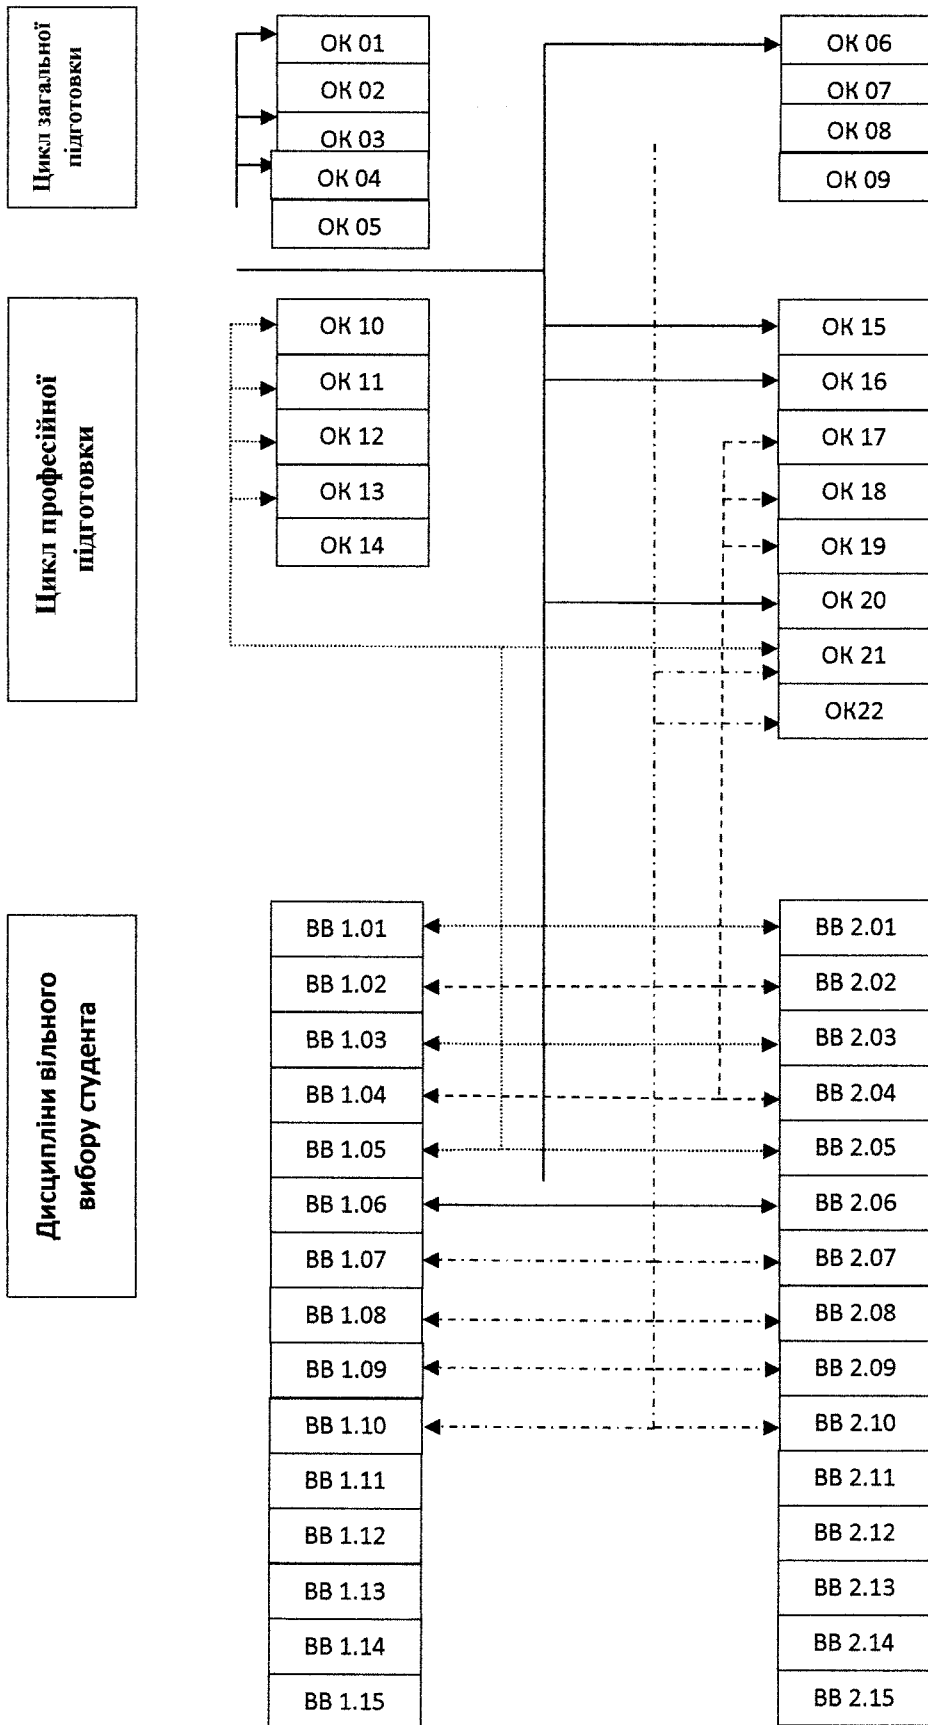 Цикл загальної
підготовки
ОК 01
ОК 02
ОК 03
ОК 04
ОК 05
ОК 06
ОК 07
ОК 08
ОК 09
Цикл професійної
підготовки
ОК 10
ОК 11
ОК 12
ОК 13
ОК 14
ОК 15
ОК 16
ОК 17
ОК 18
ОК 19
ОК 20
ОК 21
ОК22
Дисципліни вільного
вибору студента
ВВ 1.01
ВВ 1.02
ВВ 1.03
ВВ 1.04
ВВ 1.05
ВВ 1.06
ВВ 1.07
ВВ 1.08
ВВ 1.09
ВВ 1.10
ВВ 1.11
ВВ 1.12
ВВ 1.13
ВВ 1.14
ВВ 1.15
ВВ 2.01
ВВ 2.02
ВВ 2.03
ВВ 2.04
ВВ 2.05
ВВ 2.06
ВВ 2.07
ВВ 2.08
ВВ 2.09
ВВ 2.10
ВВ 2.11
ВВ 2.12
ВВ 2.13
ВВ 2.14
ВВ 2.15